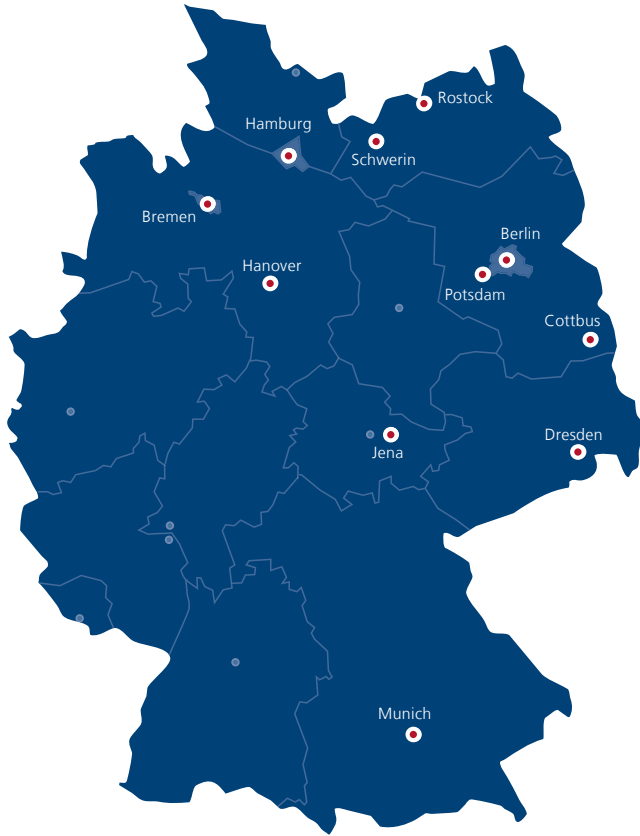 Rostock
Hamburg
Schwerin
Bremen
Berlin
Hanover
Potsdam
Cottbus
Dresden
Jena
Munich